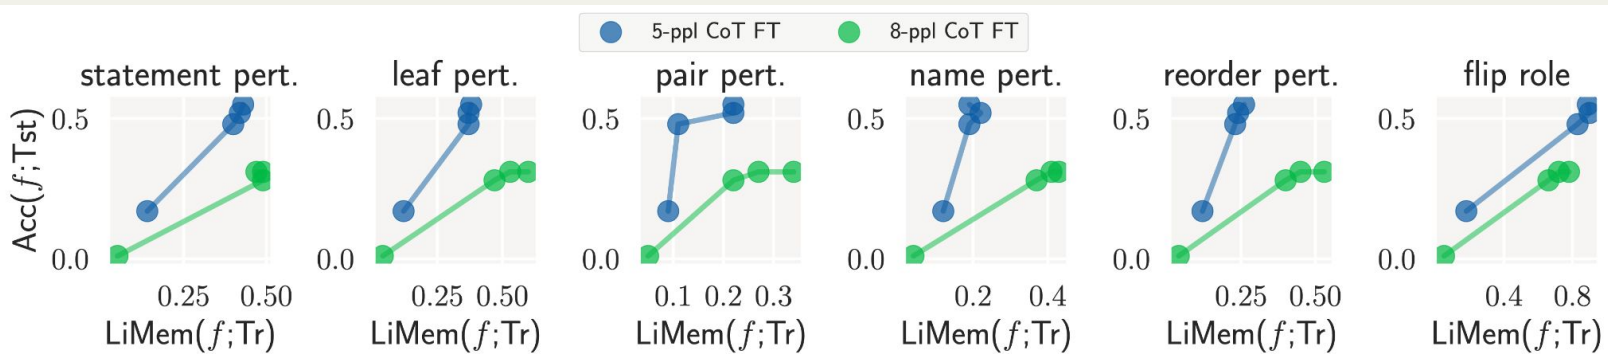 5-ppl CoT FT 8-ppl CoT FT
statement pert. leaf pert. pair pert. name pert. reorder pert. flip role
Acc(f;Tst)
0.5 0.5 0.5 0.5 0.5 0.5
0.0 0.0 0.0 0.0 0.0 0.0
0.25 0.50 0.25 0.50 0.1 0.2 0.3 0.2 0.4 0.25 0.50 0.4 0.8
LiMem(f;Tr) LiMem(f;Tr) LiMem(f;Tr) LiMem(f;Tr) LiMem(f;Tr) LiMem(f;Tr)